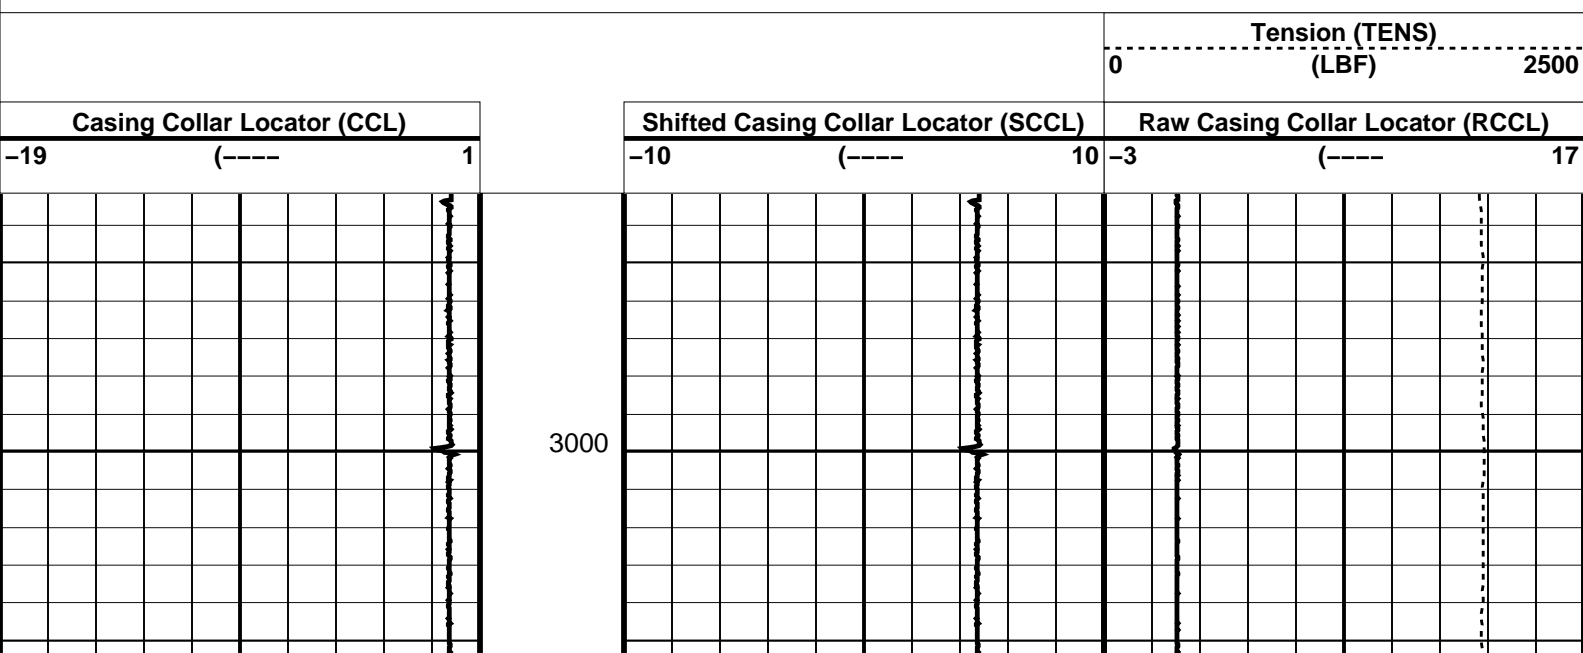 Tension (TENS)
0 (LBF) 2500
Casing Collar Locator (CCL) Shifted Casing Collar Locator (SCCL) Raw Casing Collar Locator (RCCL)
−19 (−−−− 1 −10 (−−−− 10 −3 (−−−− 17
3000